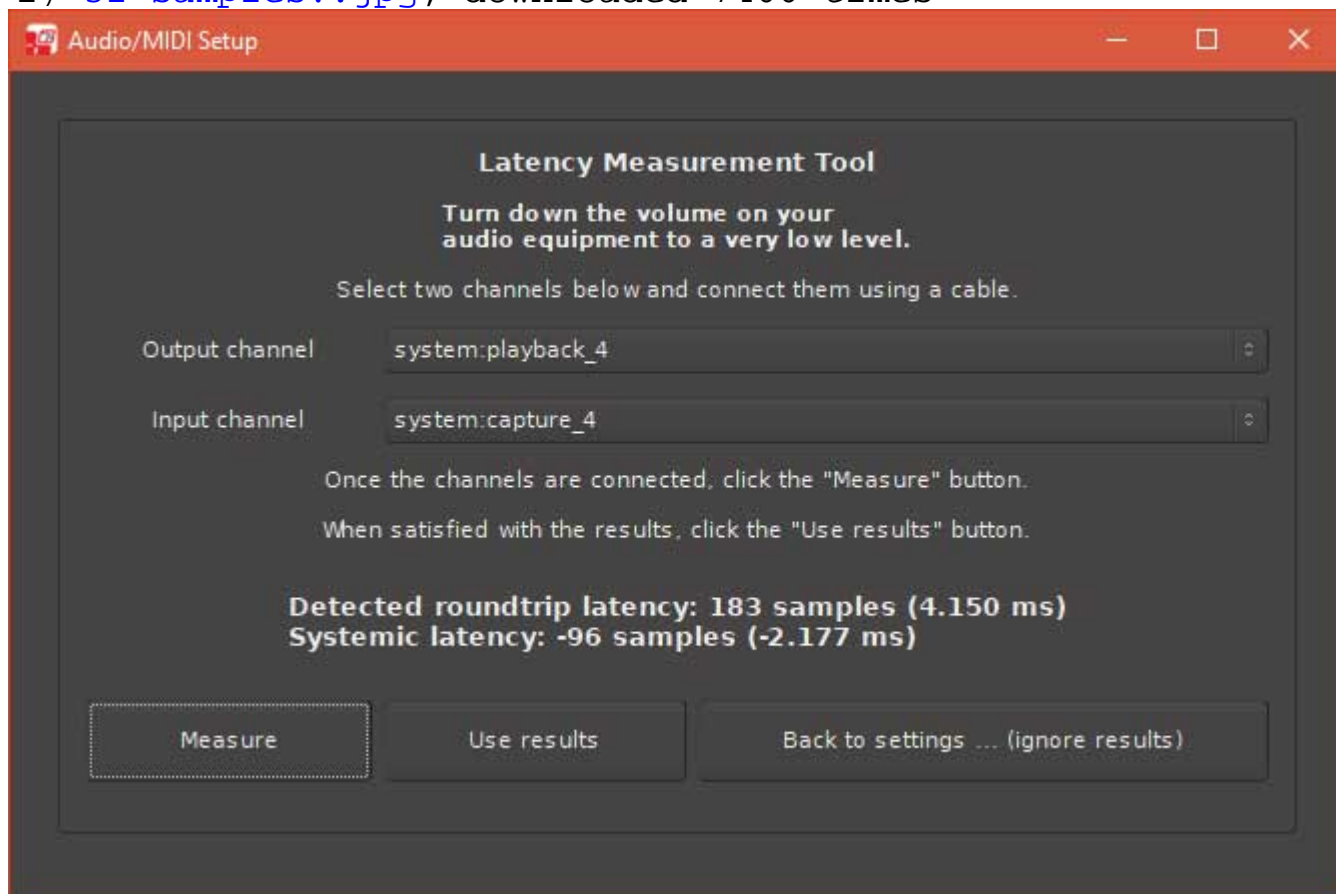 Audio/MIDI Setup
Latency Measurement Tool
Turn down the volume on your
audio equipment to a very low level.
Select two channels below and connect them using a cable.
Output channel system:playback_4
Input channel system:capture_4
Once the channels are connected, click the "Measure" button.
When satisfied with the results, click the "Use results" button.
Detected roundtrip latency: 183 samples (4.150 ms)
Systemic latency: -96 samples (-2.177 ms)
Measure Use results Back to settings ... (ignore results)